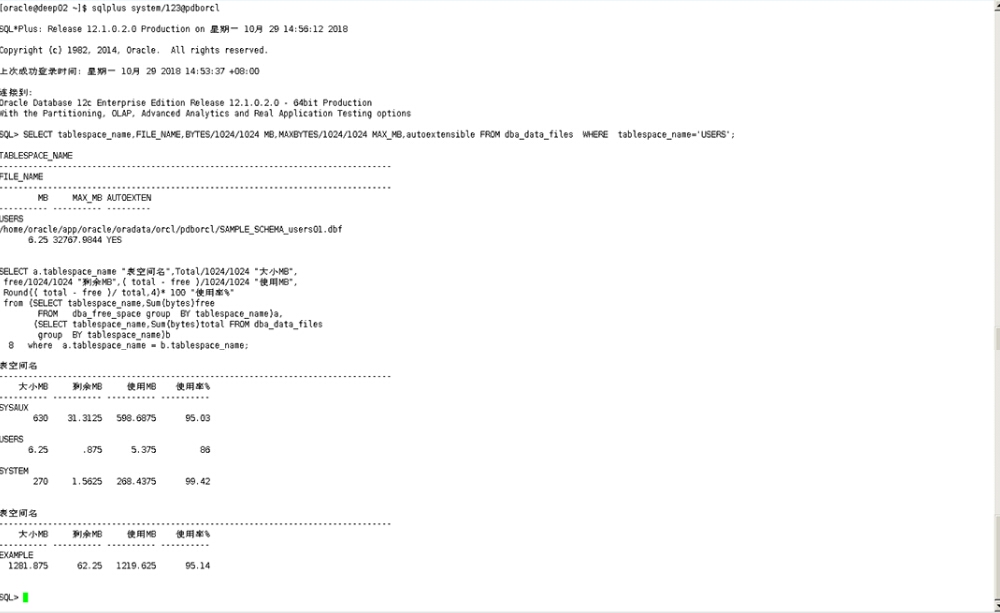 [oracle@deep02 ~]$ sqlplus system/123@pdborcl
SQL*Plus: Release 12.1.0.2.0 Production on 星期一 10月 29 14:56:12 2018
Copyright (c) 1982, 2014, Oracle.  All rights reserved.
上次成功登录时间: 星期一 10月 29 2018 14:53:37 +08:00
连接到:
Oracle Database 12c Enterprise Edition Release 12.1.0.2.0 - 64bit Production
With the Partitioning, OLAP, Advanced Analytics and Real Application Testing options
SQL> SELECT tablespace_name,FILE_NAME,BYTES/1024/1024 MB,MAXBYTES/1024/1024 MAX_MB,autoextensible FROM dba_data_files  WHERE  tablespace_name='USERS';
TABLESPACE_NAME
--------------------------------------------------------------------------------
FILE_NAME
--------------------------------------------------------------------------------
        MB     MAX_MB AUTOEXTEN
---------- ---------- ---------
USERS
/home/oracle/app/oracle/oradata/orcl/pdborcl/SAMPLE_SCHEMA_users01.dbf
      6.25 32767.9844 YES
SELECT a.tablespace_name "表空间名",Total/1024/1024 "大小MB",
 free/1024/1024 "剩余MB",( total - free )/1024/1024 "使用MB",
 Round(( total - free )/ total,4)* 100 "使用率%"
 from (SELECT tablespace_name,Sum(bytes)free
        FROM   dba_free_space group  BY tablespace_name)a,
       (SELECT tablespace_name,Sum(bytes)total FROM dba_data_files
        group  BY tablespace_name)b
  8   where  a.tablespace_name = b.tablespace_name;
表空间名
--------------------------------------------------------------------------------
    大小MB     剩余MB     使用MB    使用率%
---------- ---------- ---------- ----------
SYSAUX
       630    31.3125   598.6875      95.03
USERS
      6.25       .875      5.375         86
SYSTEM
       270     1.5625   268.4375      99.42
表空间名
--------------------------------------------------------------------------------
    大小MB     剩余MB     使用MB    使用率%
---------- ---------- ---------- ----------
EXAMPLE
  1281.875      62.25   1219.625      95.14
SQL>